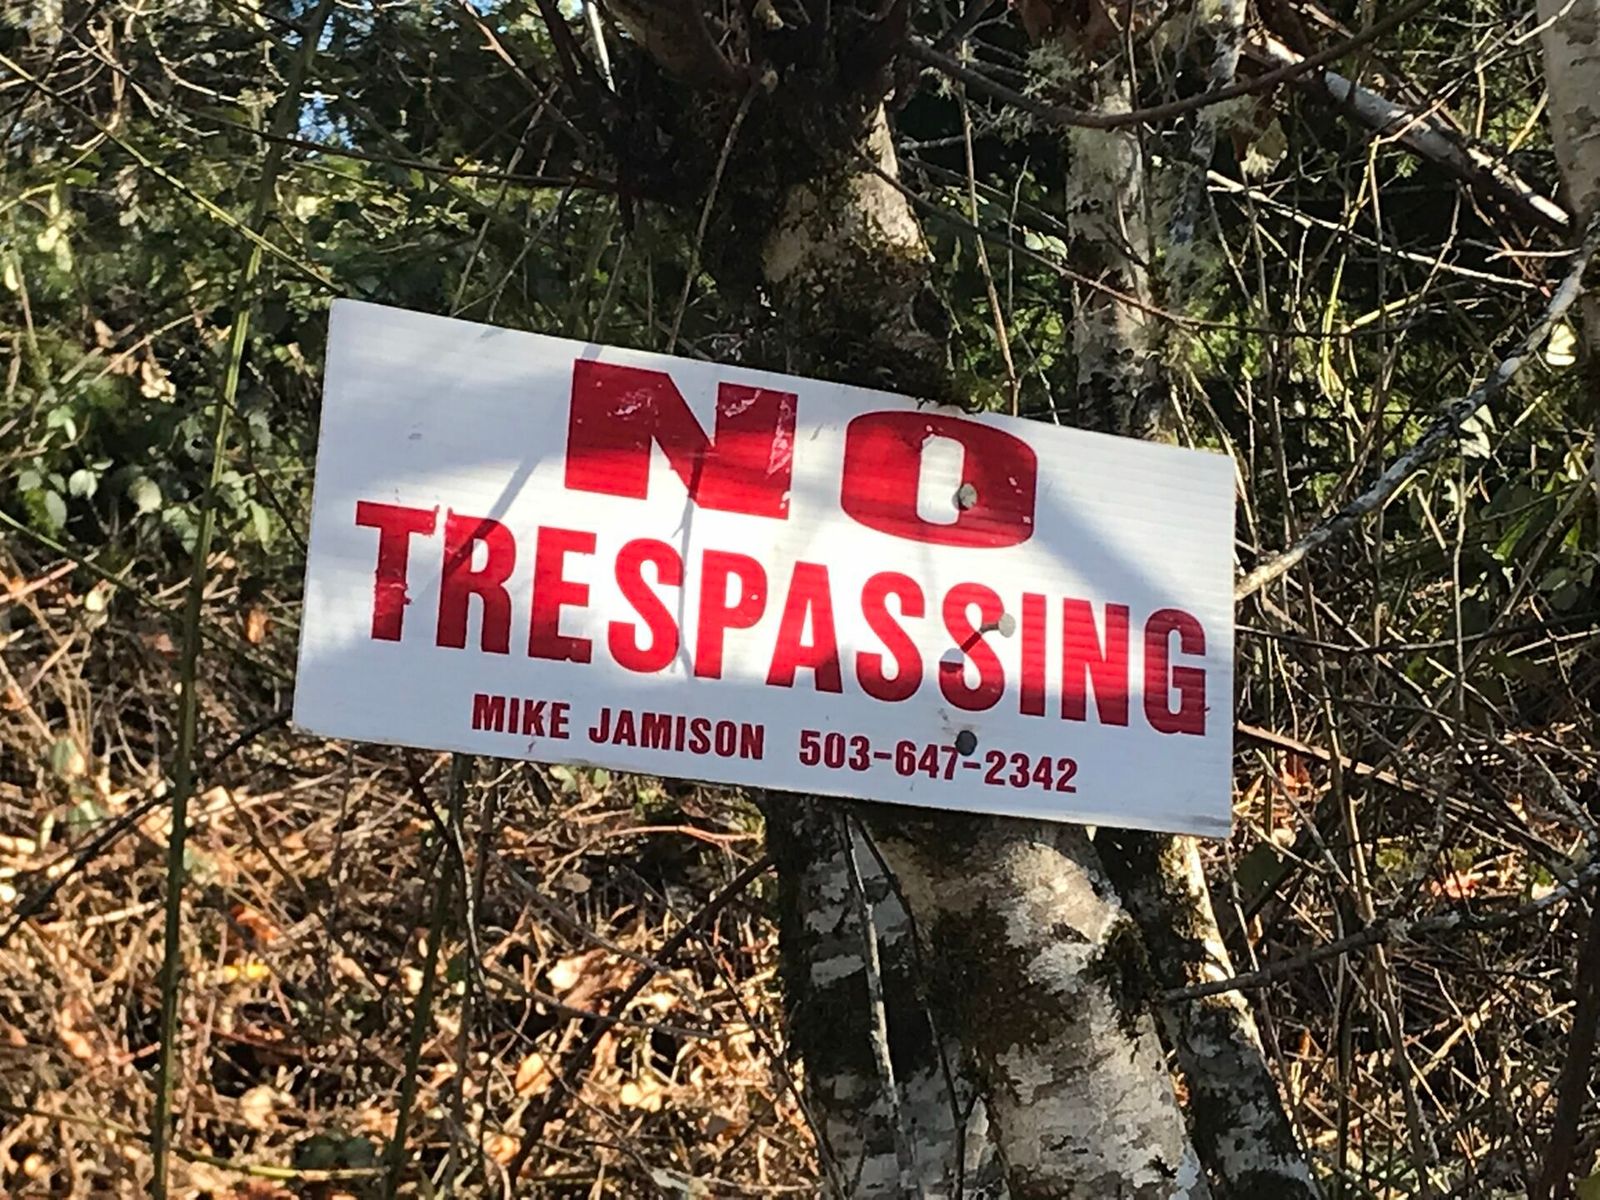 NO
TRESPASSING
MIKE JAMISON 503-647-2342